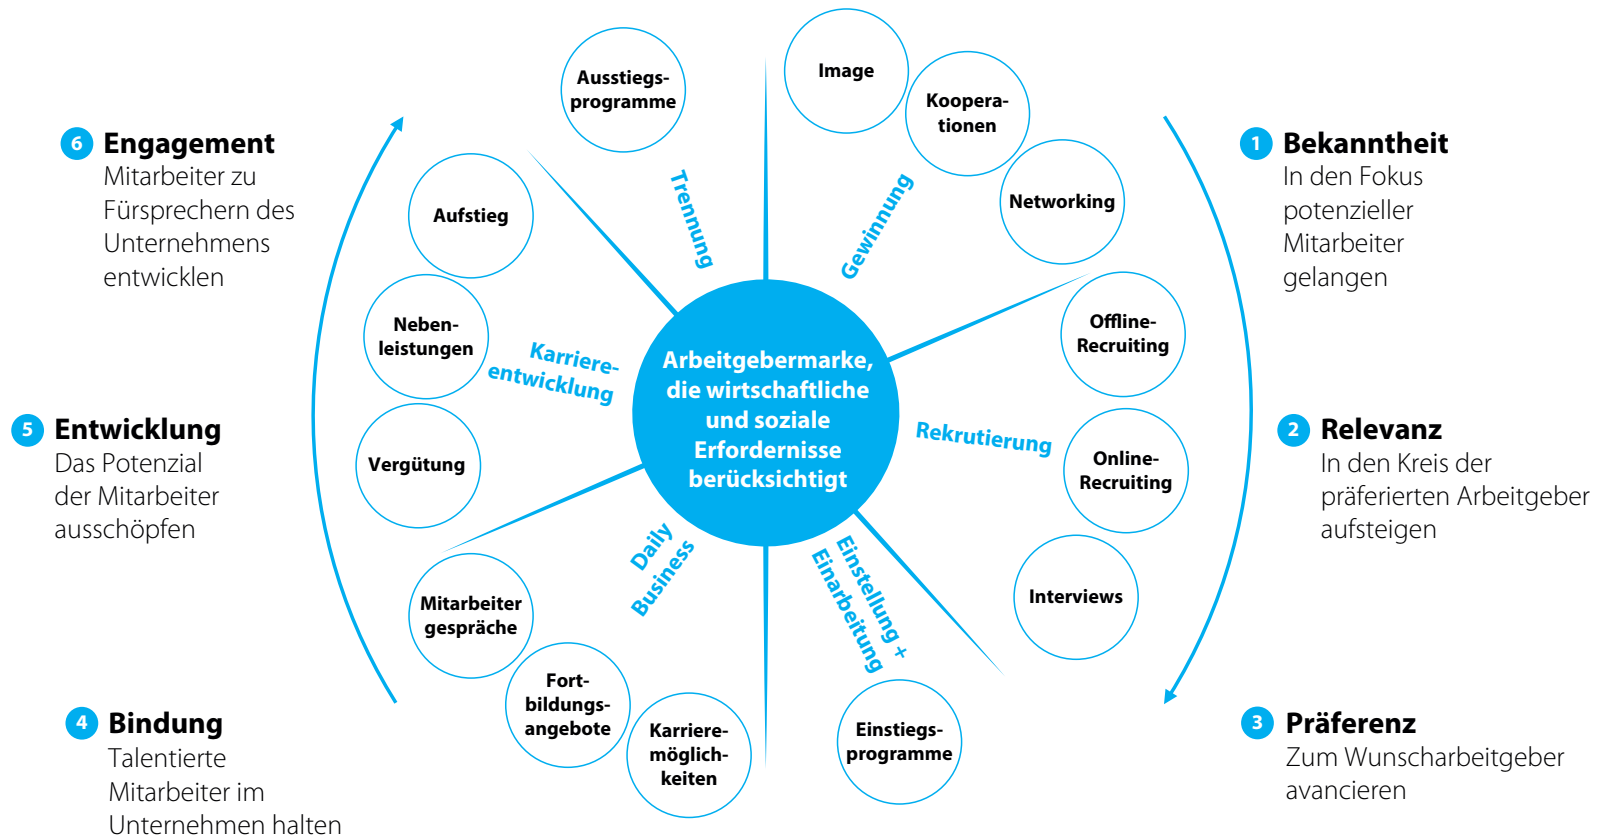 Ausstiegs-
programme
Image
Koopera-
tionen
Networking
Aufstieg
Trennung
Gewinnung
6 Engagement
Mitarbeiter zu
Fürsprechern des
Unternehmens
entwicklen
1 Bekanntheit
In den Fokus
potenzieller
Mitarbeiter
gelangen
Neben-
leistungen
Karriere-
entwicklung
Vergütung
Arbeitgebermarke,
die wirtschaftliche
und soziale
Erfordernisse
berücksichtigt
Rekrutierung
Offline-
Recruiting
Online-
Recruiting
Interviews
5 Entwicklung
Das Potenzial
der Mitarbeiter
ausschöpfen
2 Relevanz
In den Kreis der
präferierten Arbeitgeber
aufsteigen
Daily
Business
Einstellung +
Einarbeitung
Mitarbeiter
gespräche
Fort-
bildungs-
angebote
Karriere-
möglich-
keiten
Einstiegs-
programme
4 Bindung
Talentierte
Mitarbeiter im
Unternehmen halten
3 Präferenz
Zum Wunscharbeitgeber
avancieren